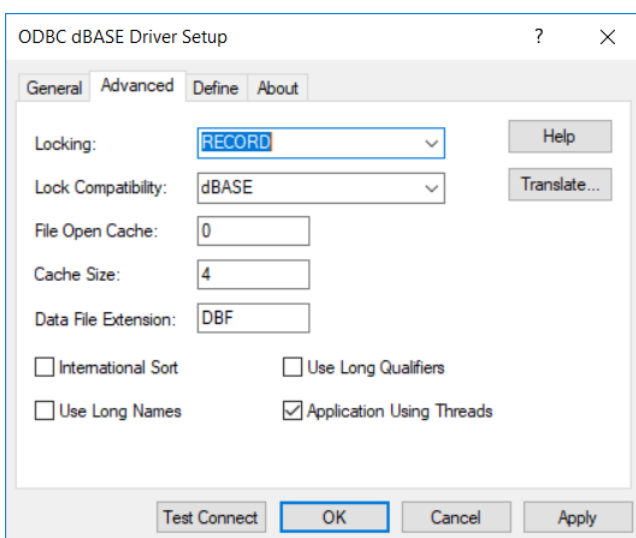 ODBC dBASE Driver Setup
General Advanced Define About
Locking: RECORD Help
Lock Compatibility: dBASE Translate...
File Open Cache: 0
Cache Size: 4
Data File Extension: DBF
International Sort Use Long Qualifiers
Use Long Names Application Using Threads
Test Connect OK Cancel Apply